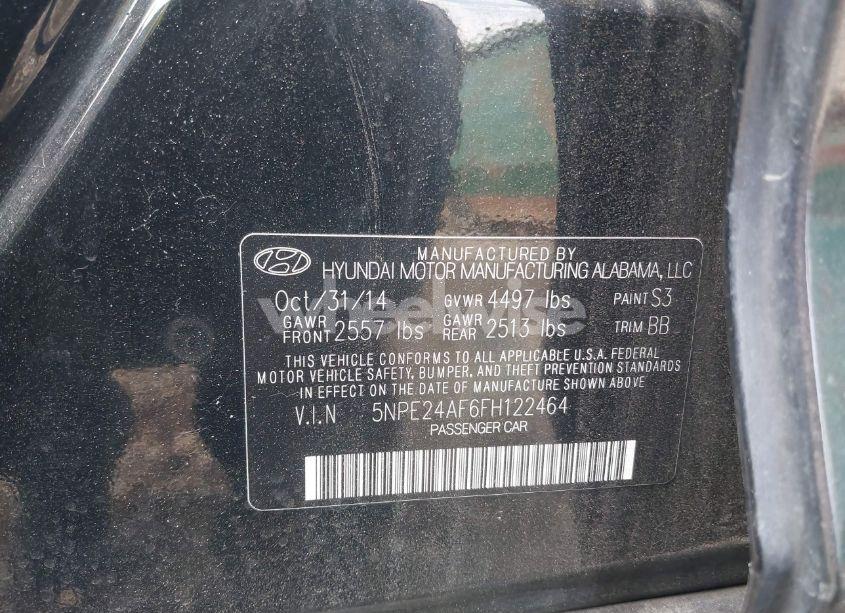 MANUFACTURED BY
HYUNDAI MOTOR MANUFACTURING ALABAMA, LLC
Oct/31/14 GVWR 4497 lbs PAINT S3
GAWR FRONT 2557 lbs GAWR REAR 2513 lbs TRIM BB
THIS VEHICLE CONFORMS TO ALL APPLICABLE U.S.A. FEDERAL
MOTOR VEHICLE SAFETY, BUMPER, AND THEFT PREVENTION STANDARDS
IN EFFECT ON THE DATE OF MANUFACTURE SHOWN ABOVE.
V.I.N 5NPE24AF6FH122464
PASSENGER CAR
wheelwise